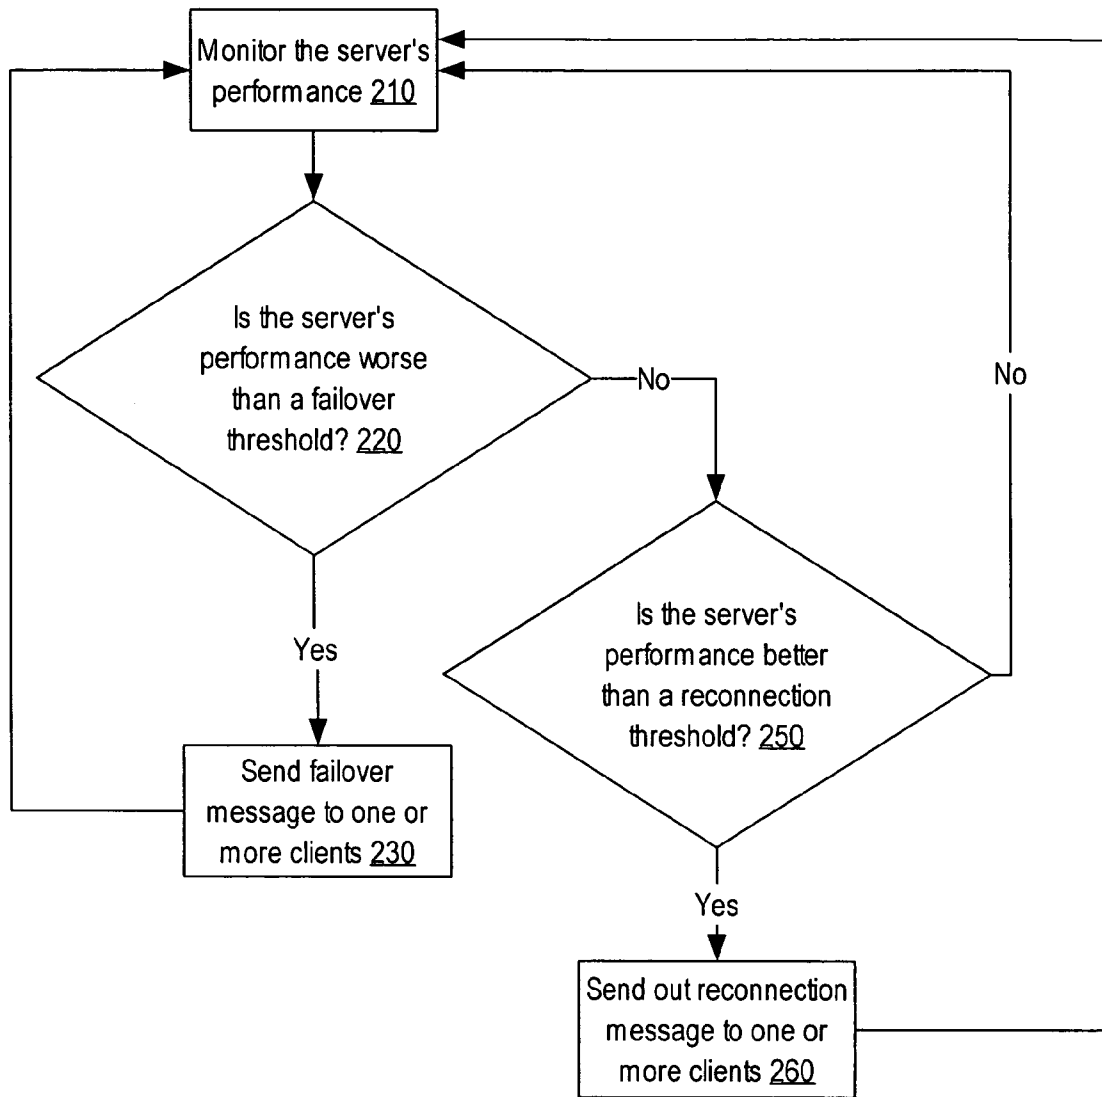 Monitor the server's
performance 210
Is the server's
performance worse
than a failover
threshold? 220
No
No
Yes
Is the server's
performance better
than a reconnection
threshold? 250
Send failover
message to one or
more clients 230
Yes
Send out reconnection
message to one or
more clients 260